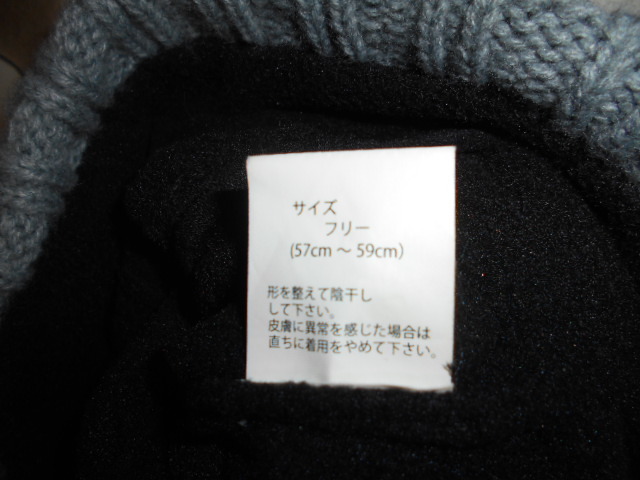 サイズ
フリー
(57cm ～ 59cm)
形を整えて陰干し
して下さい。
皮膚に異常を感じた場合は
直ちに着用をやめて下さい。